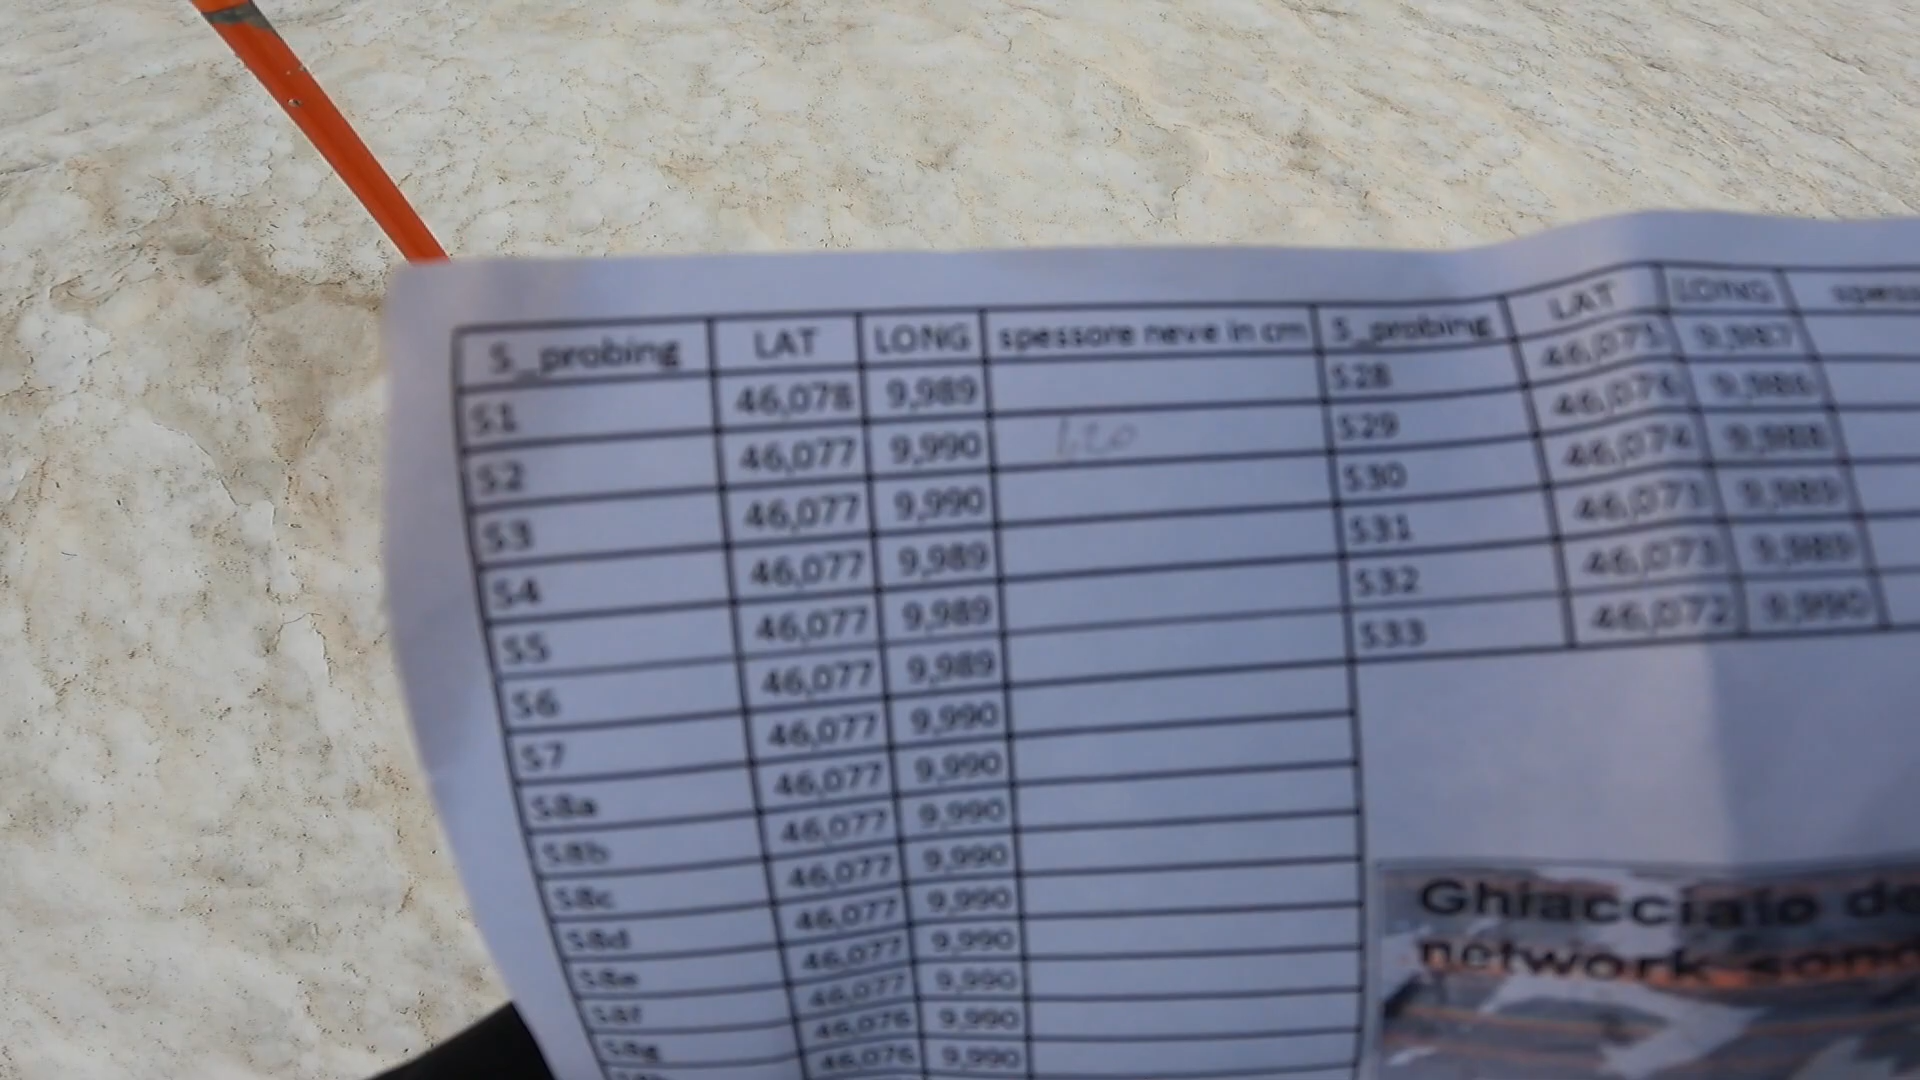 S_probing LAT LONG spessore neve in cm S_probing LAT LONG
S1 46,078 9,989 S28 46,075 9,987
S2 46,077 9,990 S29 46,076 9,986
S3 46,077 9,990 S30 46,074 9,988
S4 46,077 9,989 S31 46,073 9,989
S5 46,077 9,989 S32 46,073 9,989
S6 46,077 9,989 S33 46,072 9,990
S7 46,077 9,990
S8a 46,077 9,990
S8b 46,077 9,990
S8c 46,077 9,990
S8d 46,077 9,990
S8e 46,077 9,990
S8f 46,077 9,990
S8g 46,076 9,990
46,076 9,990
Ghiacciaio de
network